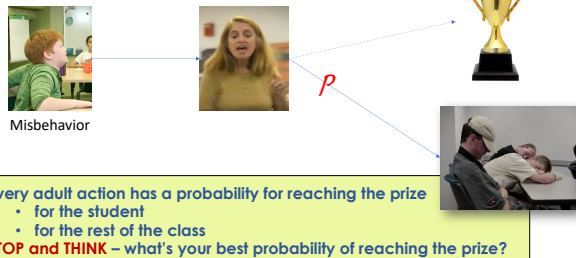 p
Misbehavior
very adult action has a probability for reaching the prize
• for the student
• for the rest of the class
TOP and THINK – what's your best probability of reaching the prize?